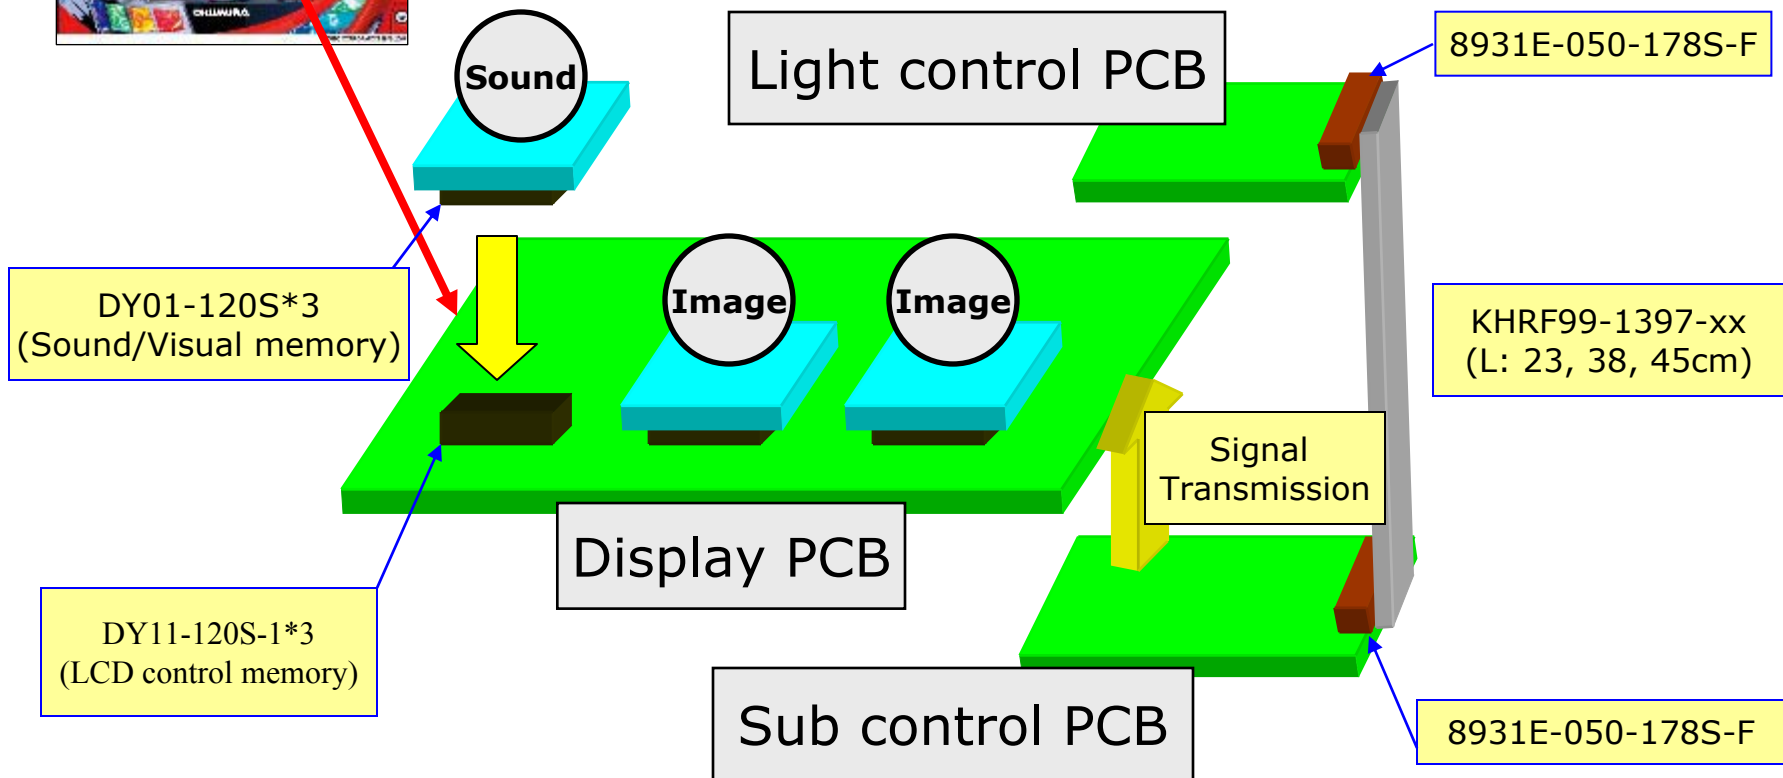 Sound
Light control PCB
8931E-050-178S-F
DY01-120S*3
(Sound/Visual memory)
Image
Image
KHRF99-1397-xx
(L: 23, 38, 45cm)
Signal
Transmission
Display PCB
DY11-120S-1*3
(LCD control memory)
Sub control PCB
8931E-050-178S-F